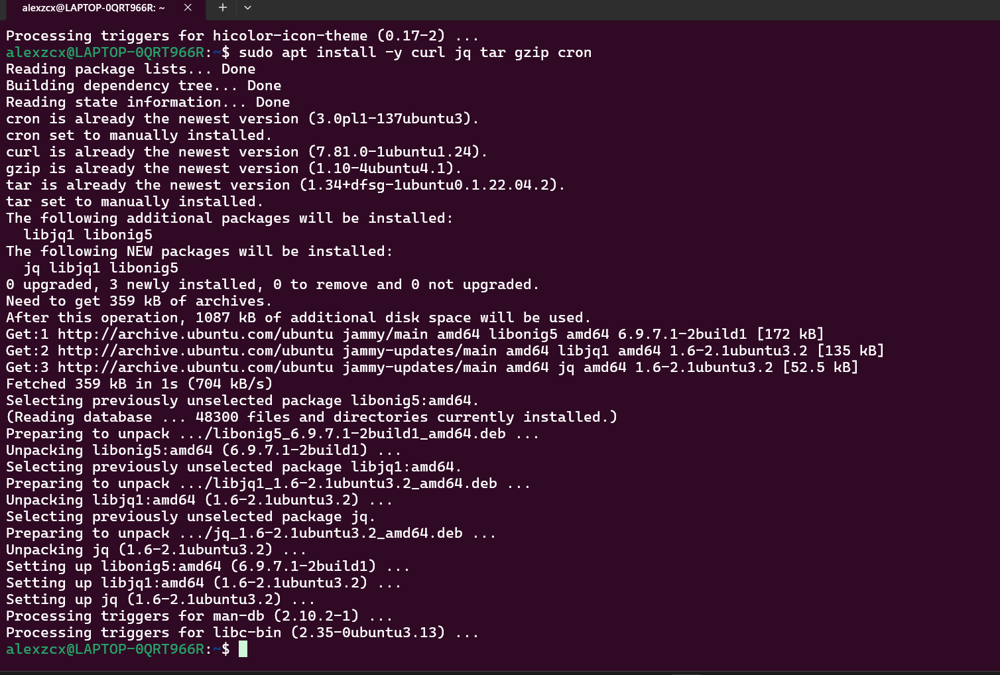 alexzcx@LAPTOP-0QRT966R: ~
Processing triggers for hicolor-icon-theme (0.17-2) ...
alexzcx@LAPTOP-0QRT966R:~$ sudo apt install -y curl jq tar gzip cron
Reading package lists... Done
Building dependency tree... Done
Reading state information... Done
cron is already the newest version (3.0pl1-137ubuntu3).
cron set to manually installed.
curl is already the newest version (7.81.0-1ubuntu1.24).
gzip is already the newest version (1.10-4ubuntu4.1).
tar is already the newest version (1.34+dfsg-1ubuntu0.1.22.04.2).
tar set to manually installed.
The following additional packages will be installed:
  libjq1 libonig5
The following NEW packages will be installed:
  jq libjq1 libonig5
0 upgraded, 3 newly installed, 0 to remove and 0 not upgraded.
Need to get 359 kB of archives.
After this operation, 1087 kB of additional disk space will be used.
Get:1 http://archive.ubuntu.com/ubuntu jammy/main amd64 libonig5 amd64 6.9.7.1-2build1 [172 kB]
Get:2 http://archive.ubuntu.com/ubuntu jammy-updates/main amd64 libjq1 amd64 1.6-2.1ubuntu3.2 [135 kB]
Get:3 http://archive.ubuntu.com/ubuntu jammy-updates/main amd64 jq amd64 1.6-2.1ubuntu3.2 [52.5 kB]
Fetched 359 kB in 1s (704 kB/s)
Selecting previously unselected package libonig5:amd64.
(Reading database ... 48300 files and directories currently installed.)
Preparing to unpack .../libonig5_6.9.7.1-2build1_amd64.deb ...
Unpacking libonig5:amd64 (6.9.7.1-2build1) ...
Selecting previously unselected package libjq1:amd64.
Preparing to unpack .../libjq1_1.6-2.1ubuntu3.2_amd64.deb ...
Unpacking libjq1:amd64 (1.6-2.1ubuntu3.2) ...
Selecting previously unselected package jq.
Preparing to unpack .../jq_1.6-2.1ubuntu3.2_amd64.deb ...
Unpacking jq (1.6-2.1ubuntu3.2) ...
Setting up libonig5:amd64 (6.9.7.1-2build1) ...
Setting up libjq1:amd64 (1.6-2.1ubuntu3.2) ...
Setting up jq (1.6-2.1ubuntu3.2) ...
Processing triggers for man-db (2.10.2-1) ...
Processing triggers for libc-bin (2.35-0ubuntu3.13) ...
alexzcx@LAPTOP-0QRT966R:~$